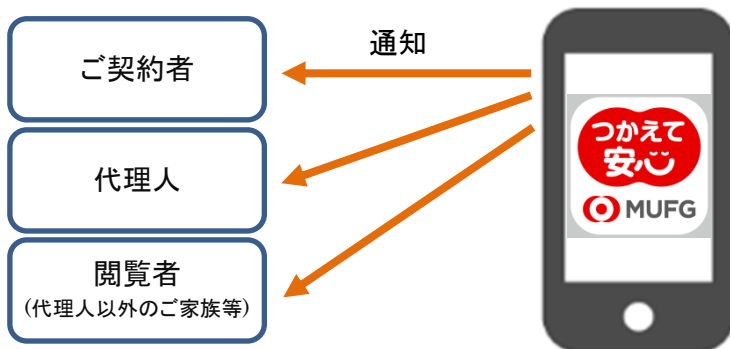 ご契約者
通知
代理人
閲覧者
(代理人以外のご家族等)
つかえて
安心
MUFG